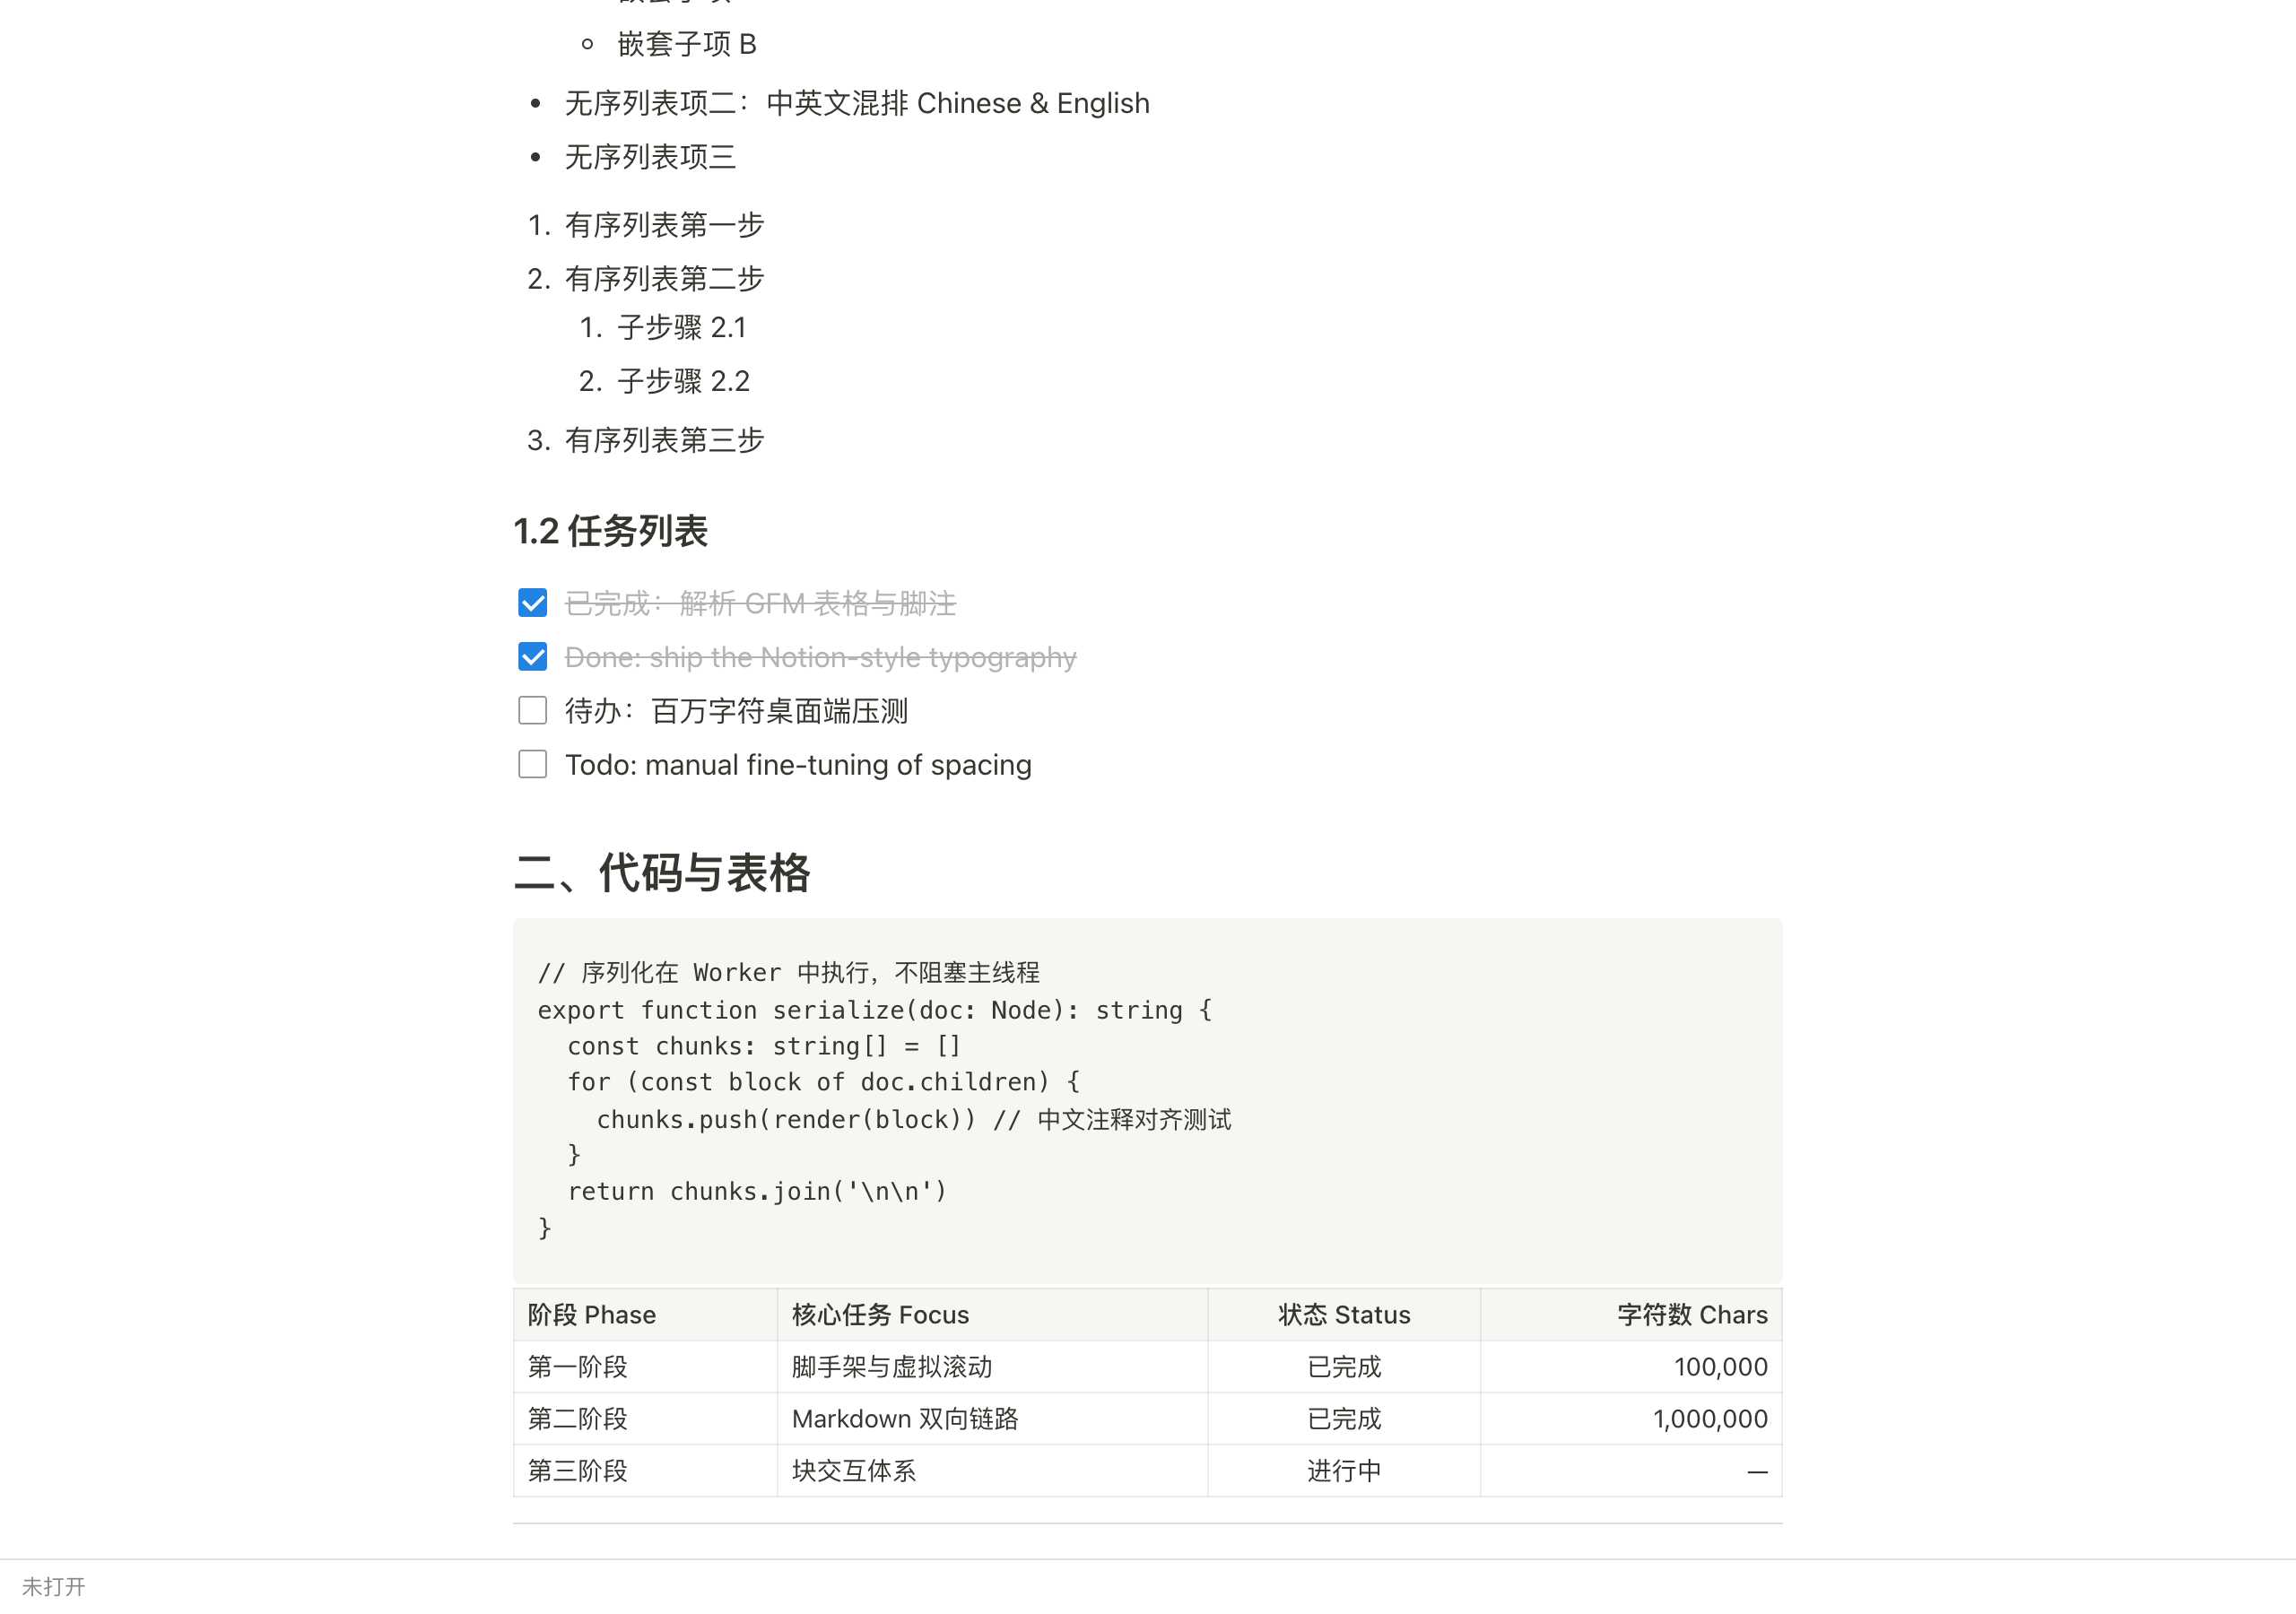 嵌套子项 B
无序列表项二：中英文混排 Chinese & English
无序列表项三
1. 有序列表第一步
2. 有序列表第二步
1. 子步骤 2.1
2. 子步骤 2.2
3. 有序列表第三步
1.2 任务列表
已完成：解析 GFM 表格与脚注
Done: ship the Notion-style typography
待办：百万字符桌面端压测
Todo: manual fine-tuning of spacing
二、代码与表格
// 序列化在 Worker 中执行，不阻塞主线程
export function serialize(doc: Node): string {
  const chunks: string[] = []
  for (const block of doc.children) {
    chunks.push(render(block)) // 中文注释对齐测试
  }
  return chunks.join('\n\n')
}
阶段 Phase 核心任务 Focus 状态 Status 字符数 Chars
第一阶段 脚手架与虚拟滚动 已完成 100,000
第二阶段 Markdown 双向链路 已完成 1,000,000
第三阶段 块交互体系 进行中 —
未打开